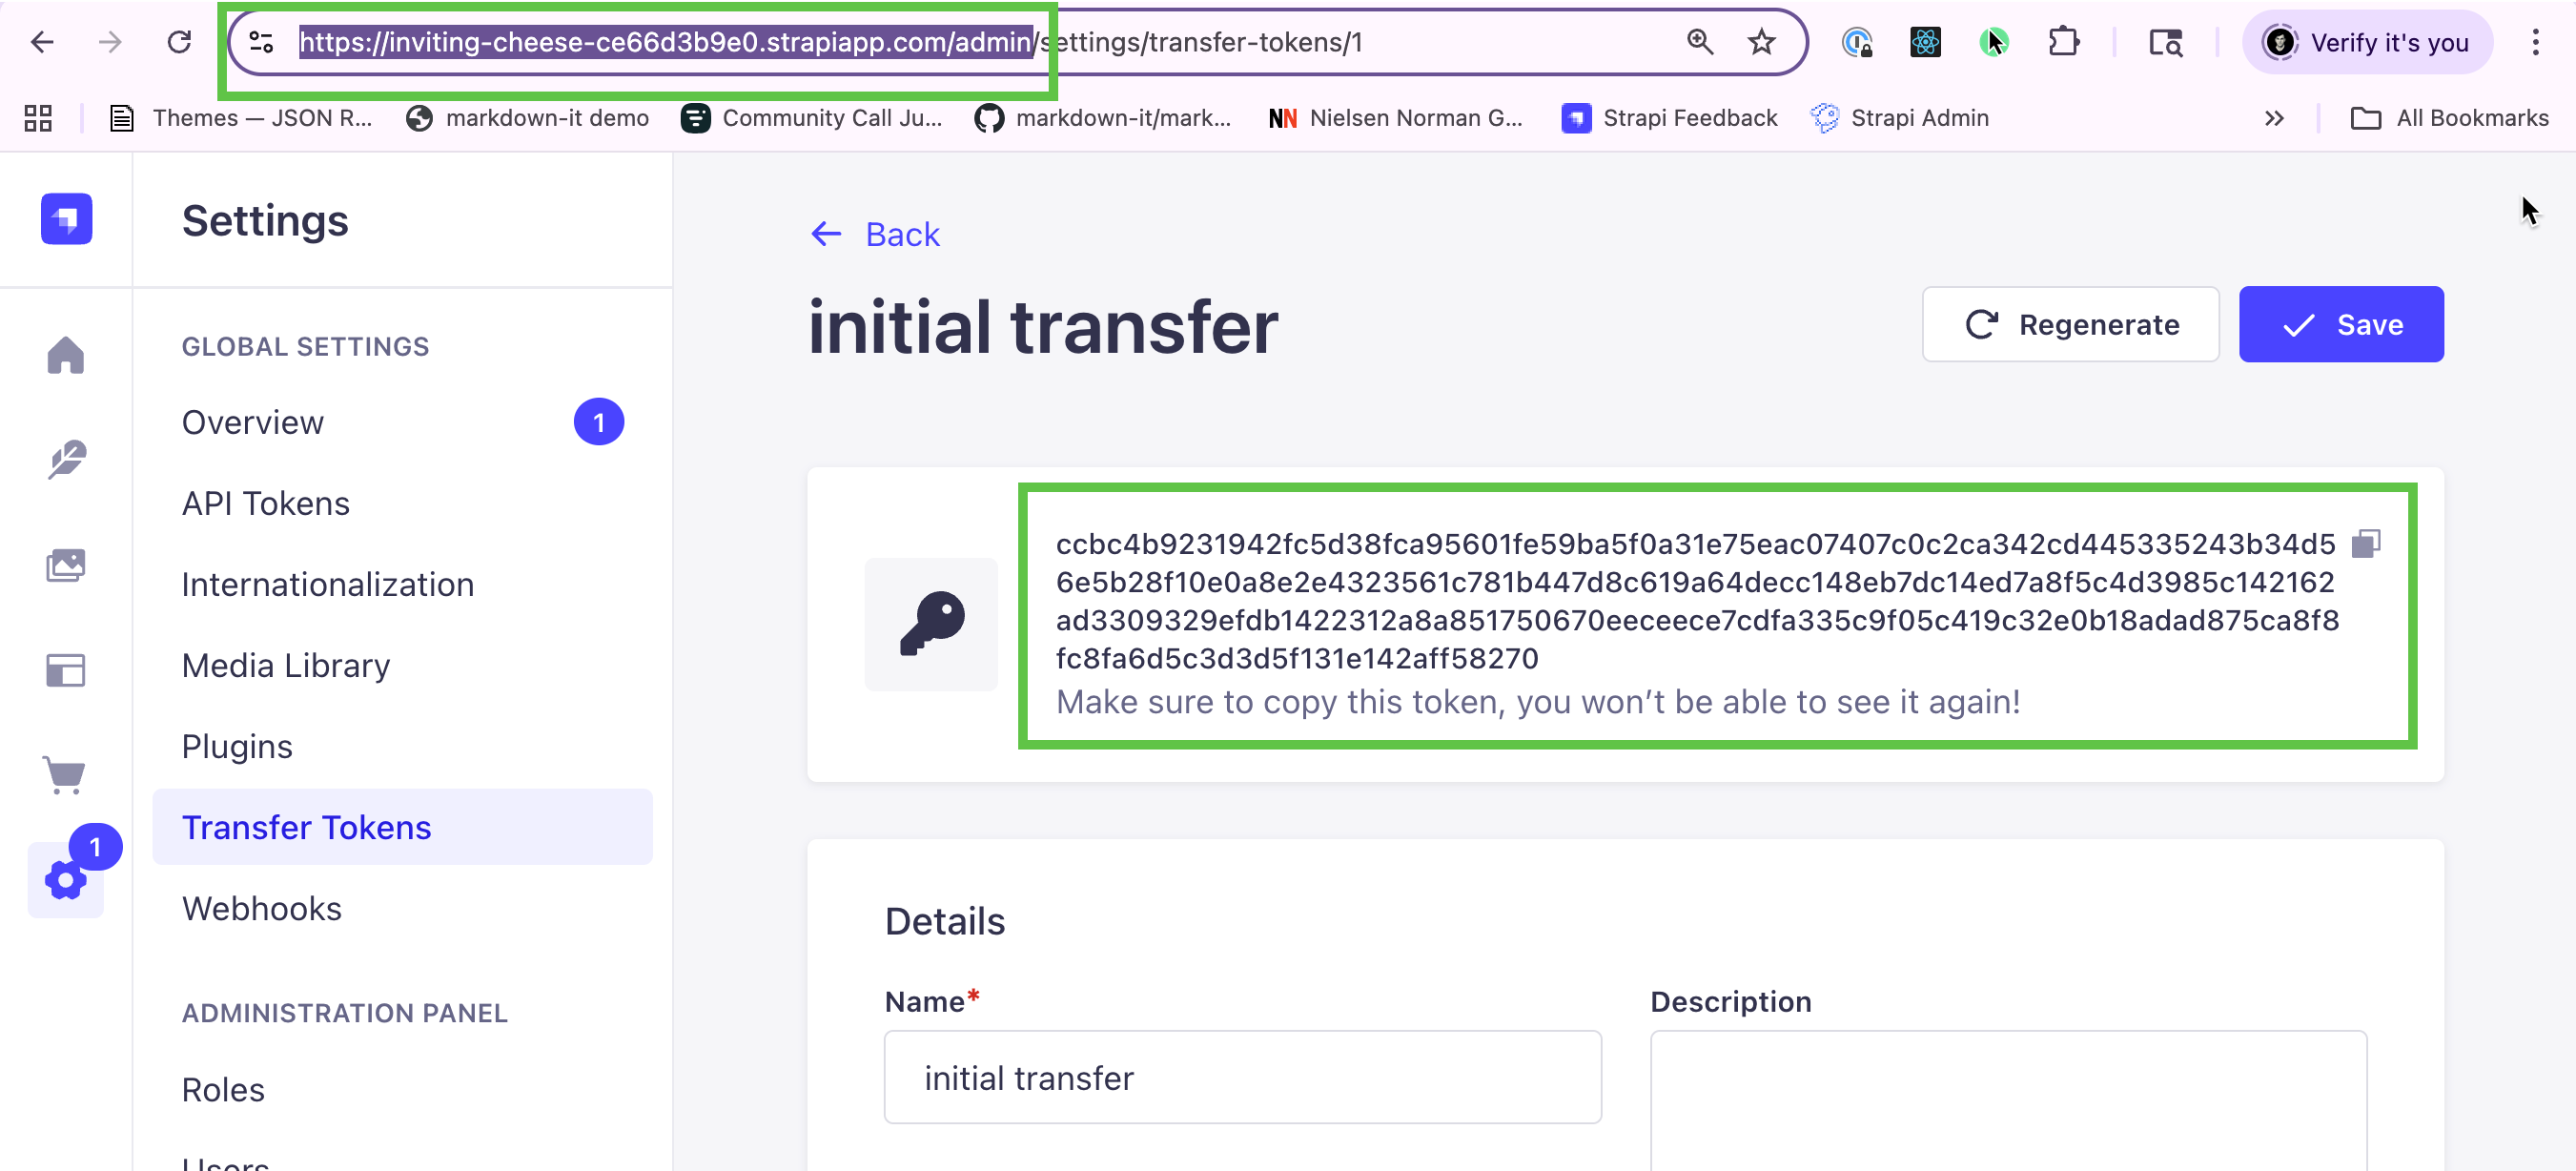 https://inviting-cheese-ce66d3b9e0.strapiapp.com/admin/settings/transfer-tokens/1
Verify it's you
Themes — JSON R...
markdown-it demo
Community Call Ju...
markdown-it/mark...
Nielsen Norman G...
Strapi Feedback
Strapi Admin
All Bookmarks
Settings
GLOBAL SETTINGS
Overview
1
API Tokens
Internationalization
Media Library
Plugins
Transfer Tokens
1
Webhooks
ADMINISTRATION PANEL
Roles
Users
Back
initial transfer
Regenerate
Save
ccbc4b9231942fc5d38fca95601fe59ba5f0a31e75eac07407c0c2ca342cd445335243b34d5
6e5b28f10e0a8e2e4323561c781b447d8c619a64decc148eb7dc14ed7a8f5c4d3985c142162
ad3309329efdb1422312a8a851750670eeceece7cdfa335c9f05c419c32e0b18adad875ca8f8
fc8fa6d5c3d3d5f131e142aff58270
Make sure to copy this token, you won’t be able to see it again!
Details
Name*
initial transfer
Description